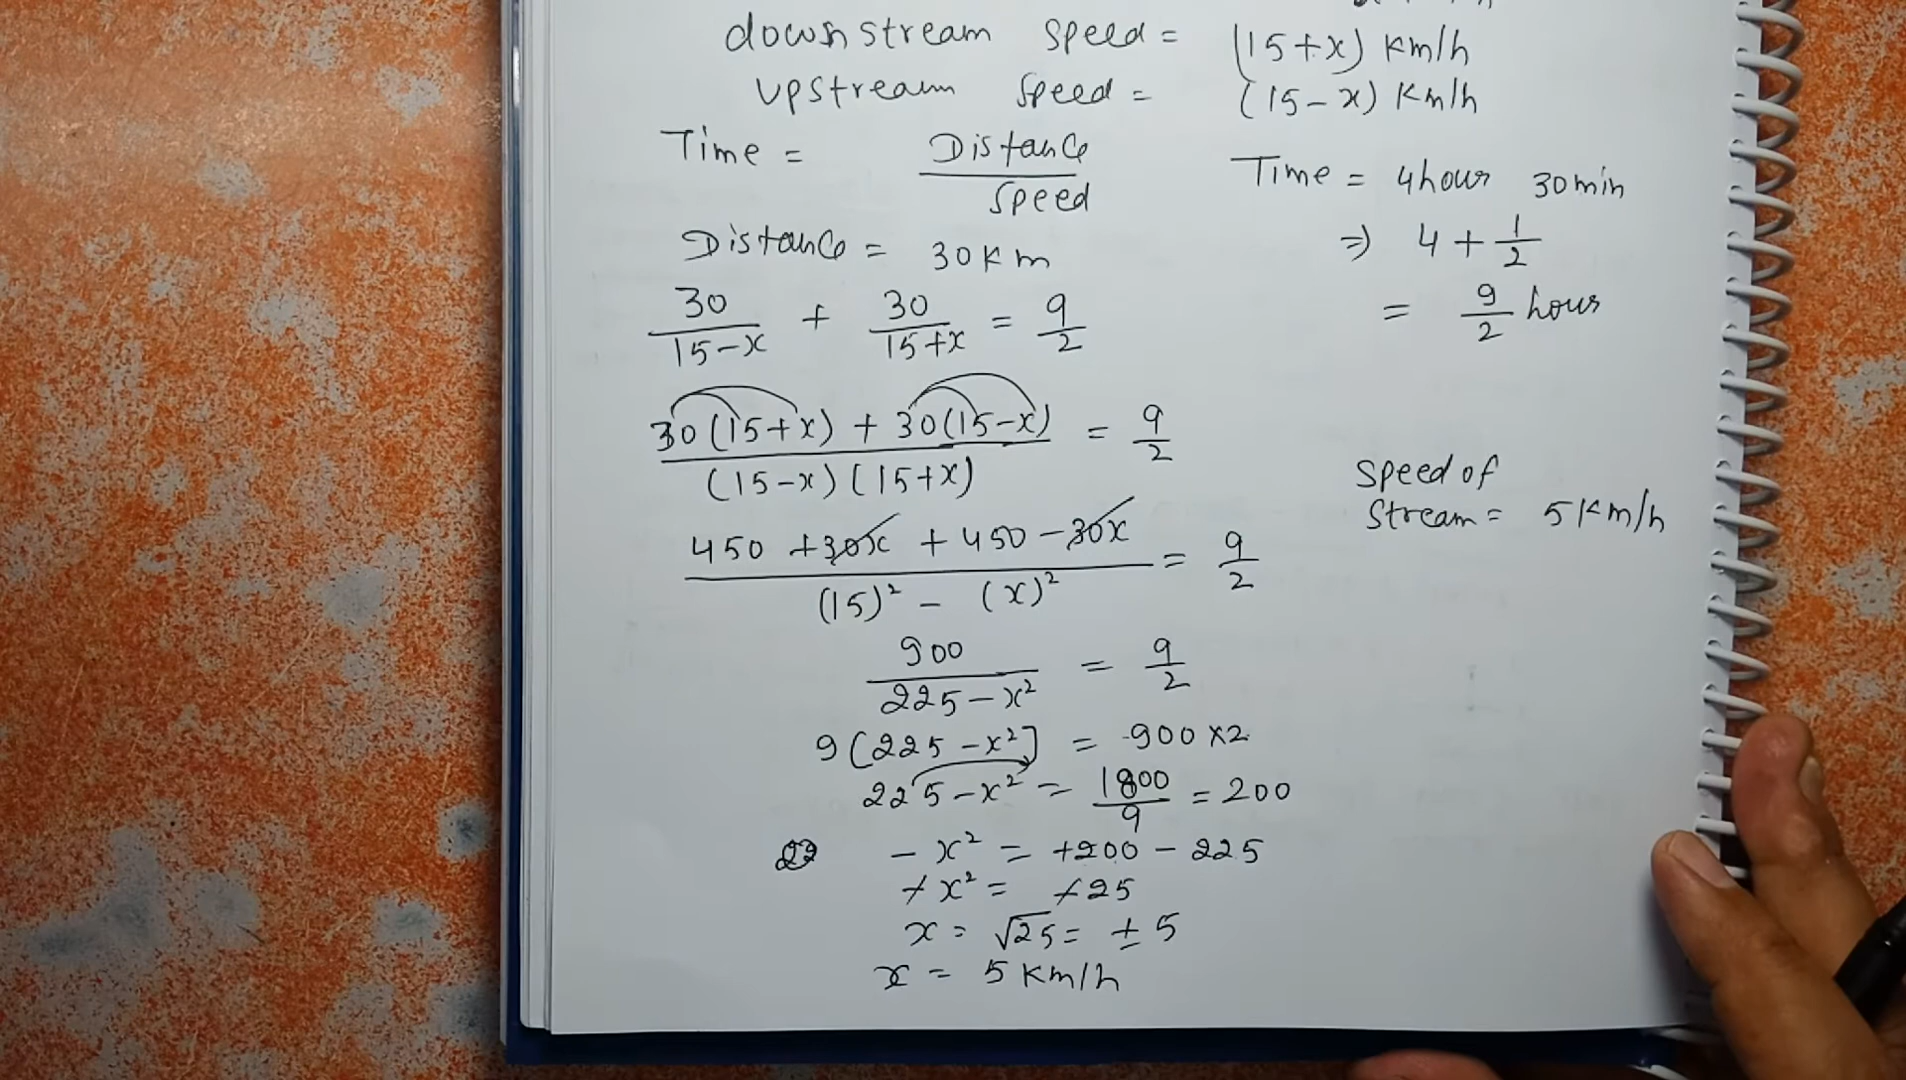 downstream speed = (15+x) Km/h
upstream speed = (15-x) Km/h
Time = Distance / Speed
Time = 4hour 30min
Distance = 30Km
⇒ 4 + 1/2
= 9/2 hour
30/15-x + 30/15+x = 9/2
30(15+x) + 30(15-x) / (15-x)(15+x) = 9/2
Speed of
Stream = 5Km/h
450 +30x + 450 -30x / (15)² - (x)² = 9/2
900 / 225-x² = 9/2
9(225-x²) = 900×2
225-x² = 1800/9 = 200
-x² = +200-225
+x² = +25
x = √25 = ±5
x = 5 Km/h